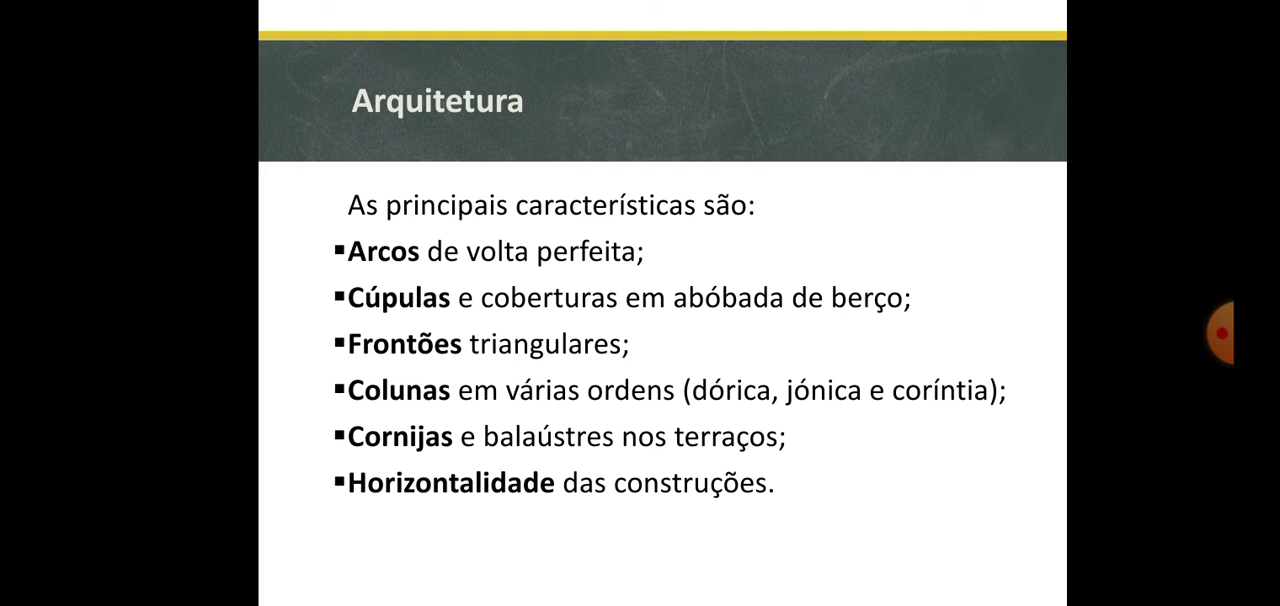 Arquitetura
As principais características são:
▪Arcos de volta perfeita;
▪Cúpulas e coberturas em abóbada de berço;
▪Frontões triangulares;
▪Colunas em várias ordens (dórica, jónica e coríntia);
▪Cornijas e balaústres nos terraços;
▪Horizontalidade das construções.